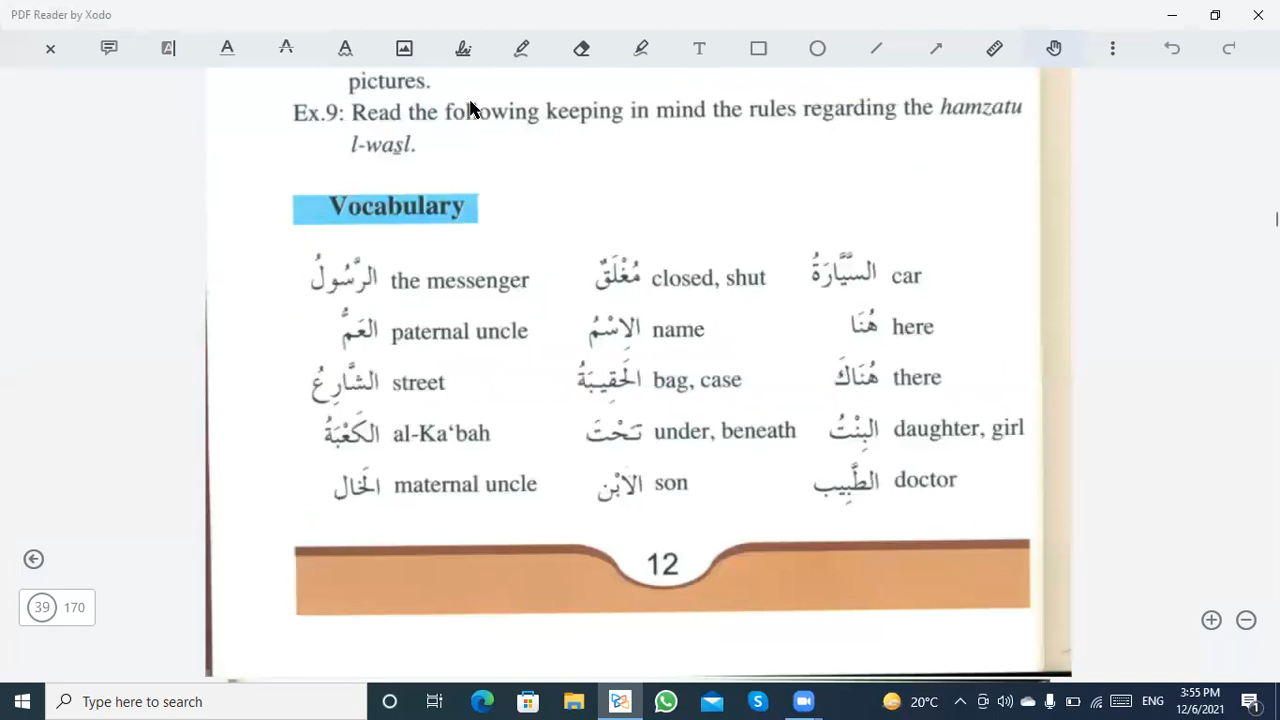 PDF Reader by Xodo
pictures.
Ex.9: Read the following keeping in mind the rules regarding the hamzatu
l-waṣl.
Vocabulary
الرَّسُولُ the messenger مُغْلَقٌ closed, shut السَّيَّارَةُ car
العَمُّ paternal uncle الاِسْمُ name هُنَا here
الشَّارِعُ street الحَقِيبَةُ bag, case هُنَاكَ there
الكَعْبَةُ al-Ka‘bah تَحْتَ under, beneath البِنْتُ daughter, girl
الخَال maternal uncle الاِبْن son الطَّبِيب doctor
12
39 170
Type here to search
20°C ENG 3:55 PM
12/6/2021 1